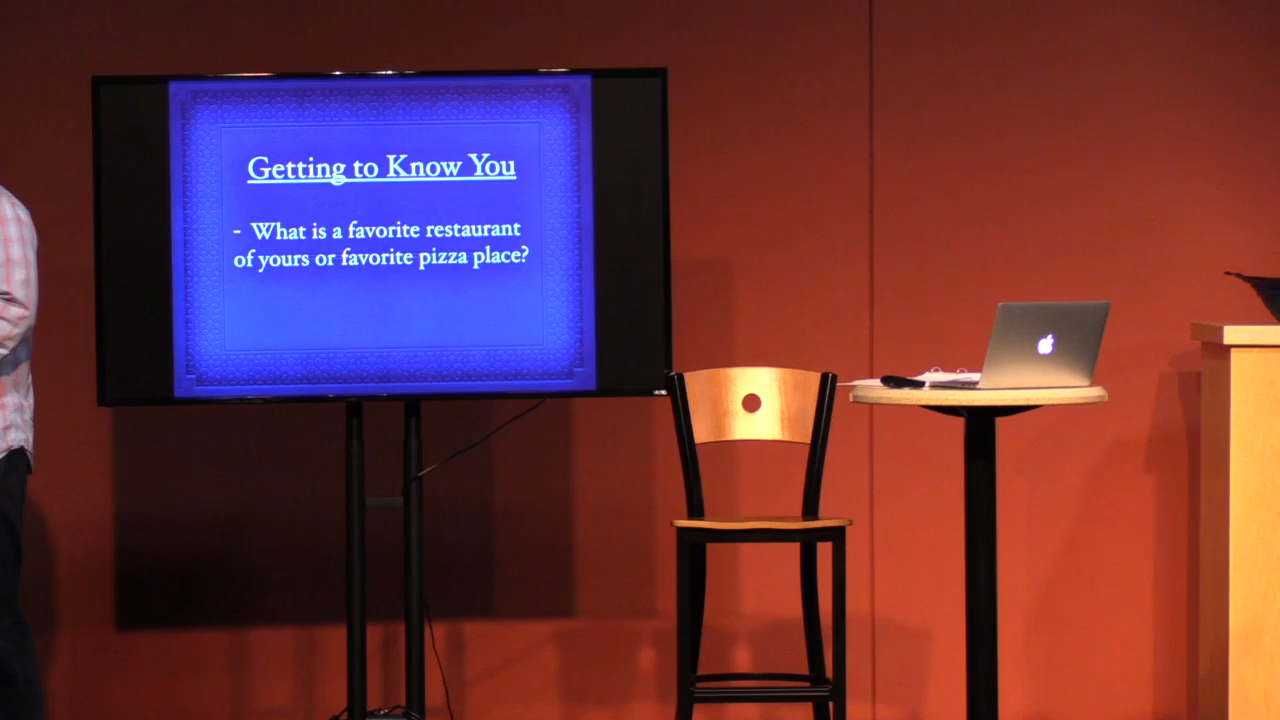 Getting to Know You
- What is a favorite restaurant
of yours or favorite pizza place?